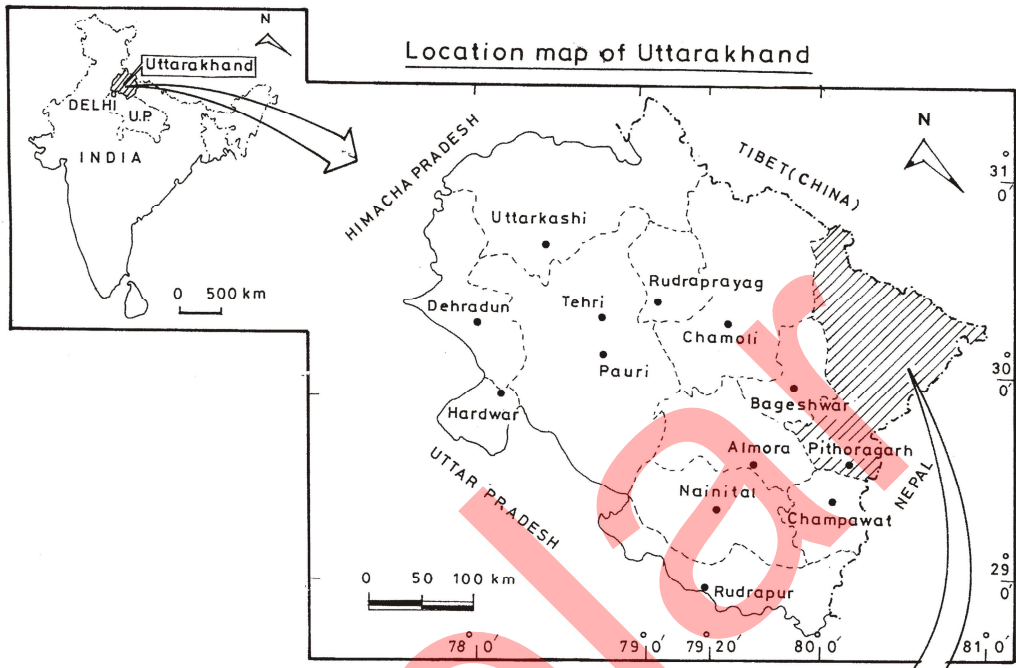 Location map of Uttarakhand
N
Uttarakhand
DELHI
U.P.
INDIA
0 500 km
N
HIMACHA PRADESH
TIBET (CHINA)
31° 0'
Uttarkashi
Rudraprayag
Dehradun
Tehri
Chamoli
Pauri
30° 0'
Bageshwar
Hardwar
Almora
Pithoragarh
UTTAR PRADESH
Nainital
NEPAL
Champawat
0 50 100 km
29° 0'
Rudrapur
78° 0' 79° 0' 79° 20' 80° 0' 81° 0'